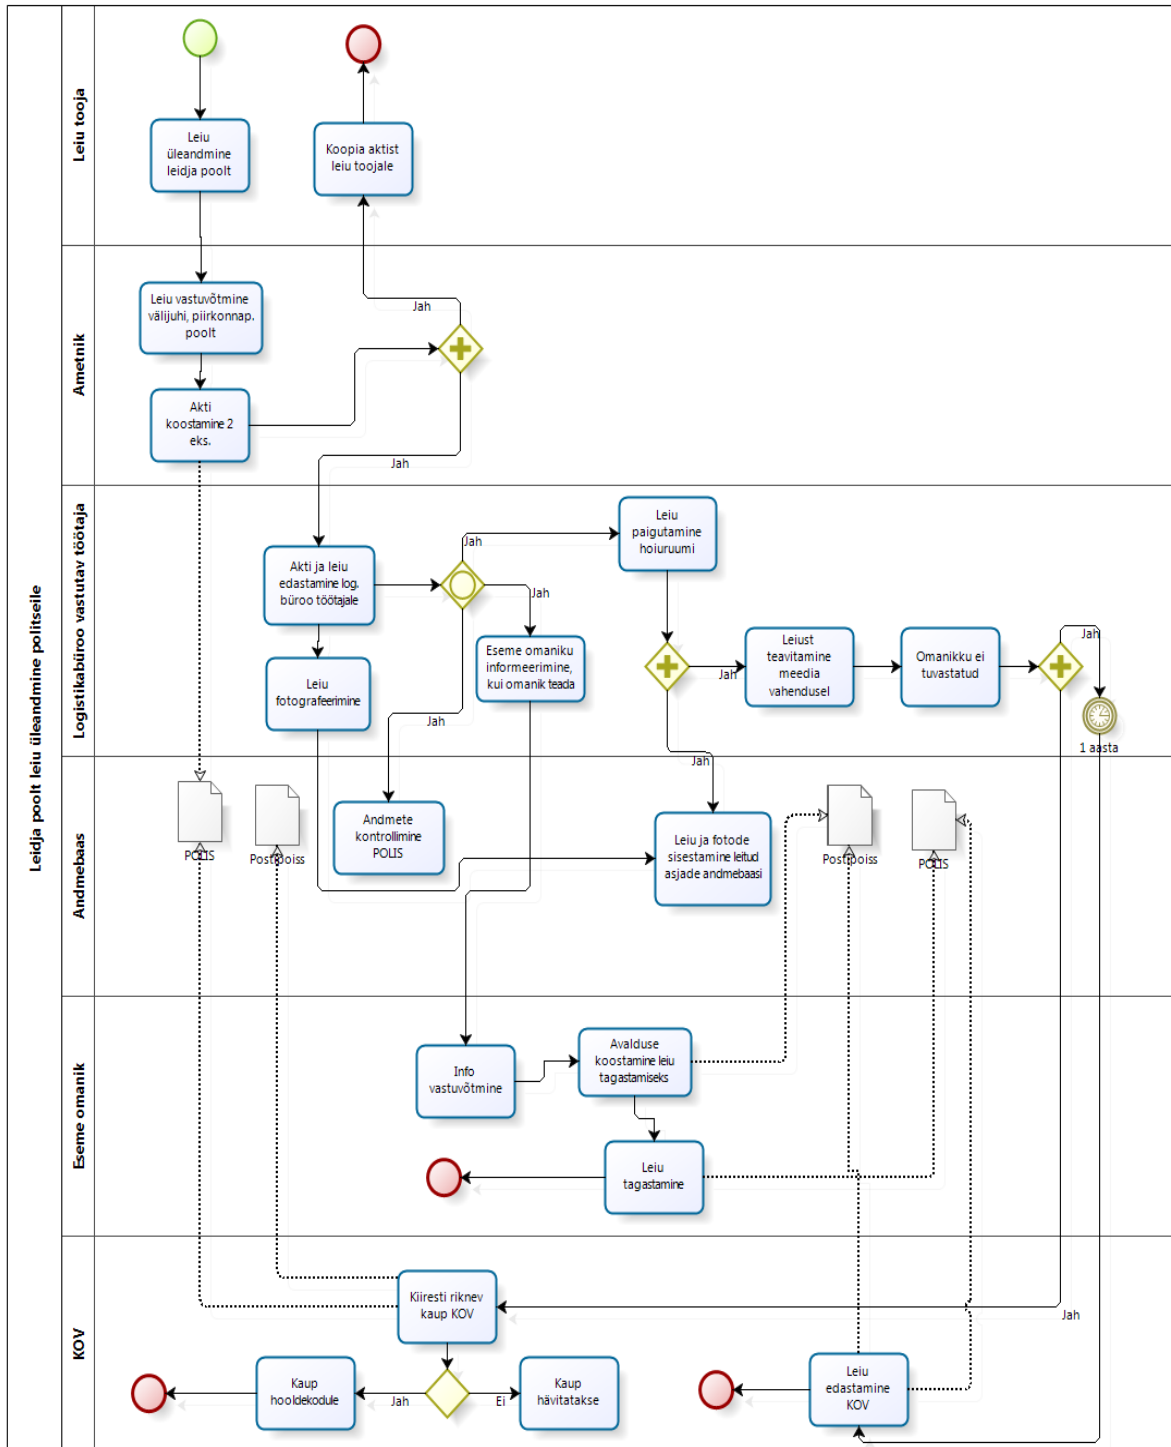 Leidja poolt leiu üleandmine politseile
Leiu tooja
Leiu
üleandmine
leidja poolt
Koopia aktist
leiu toojale
Ametnik
Leiu vastuvõtmine
välijuhi, piirkonnap.
poolt
Jah
Akti
koostamine 2
eks.
Jah
Logistikabüroo vastutav töötaja
Leiu
paigutamine
hoiuruumi
Jah
Akti ja leiu
edastamine log.
büroo töötajale
Jah
Eseme omaniku
informeerimine,
kui omanik teada
Leiu
fotografeerimine
Jah
Jah
Leiust
teavitamine
meedia
vahendusel
Omanikku ei
tuvastatud
Jah
1 aasta
Jah
Andmebaas
POLIS
Postipoiss
Andmete
kontrollimine
POLIS
Leiu ja fotode
sisestamine leitud
asjade andmebaasi
Postipoiss
POLIS
Eseme omanik
Info
vastuvõtmine
Avalduse
koostamine leiu
tagastamiseks
Leiu
tagastamine
KOV
Kiiresti riknev
kaup KOV
Jah
Kaup
hooldekodule
Jah
Ei
Kaup
hävitatakse
Leiu
edastamine
KOV